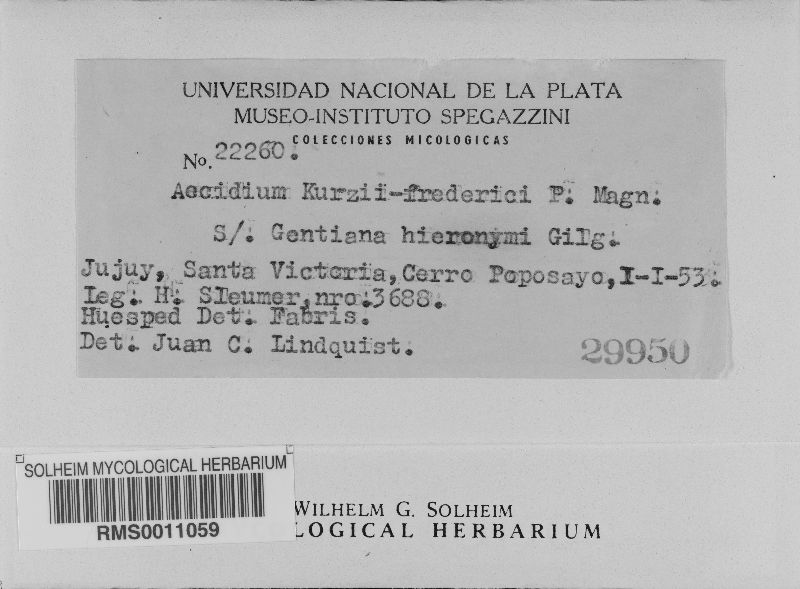 UNIVERSIDAD NACIONAL DE LA PLATA
MUSEO-INSTITUTO SPEGAZZINI
COLECCIONES MICOLOGICAS
No. 22260.
Aecidium Kurzii-frederici P. Magn.
S/. Gentiana hieronymi Gilg.
Jujuy, Santa Victoria, Cerro Poposayo, I-I-53.
Leg. H. Sleumer, nro.3688.
Huesped Det. Fabris.
Det. Juan C. Lindquist.
29950
SOLHEIM MYCOLOGICAL HERBARIUM
RMS0011059
WILHELM G. SOLHEIM
LOGICAL HERBARIUM